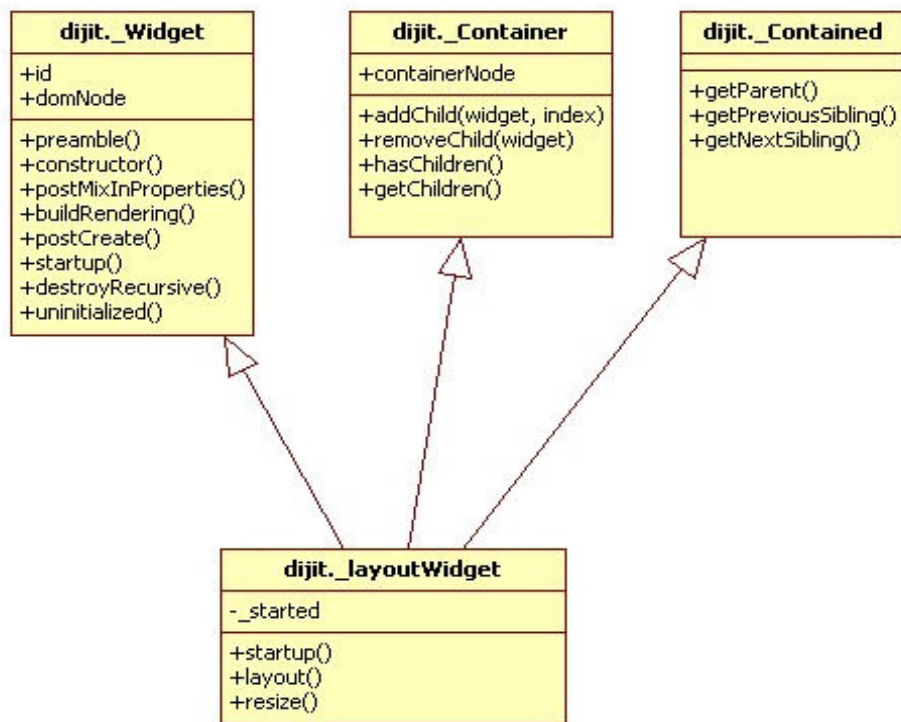 dijit._Widget
+id
+domNode
+preamble()
+constructor()
+postMixInProperties()
+buildRendering()
+postCreate()
+startup()
+destroyRecursive()
+uninitialized()
dijit._Container
+containerNode
+addChild(widget, index)
+removeChild(widget)
+hasChildren()
+getChildren()
dijit._Contained
+getParent()
+getPreviousSibling()
+getNextSibling()
dijit._layoutWidget
-_started
+startup()
+layout()
+resize()